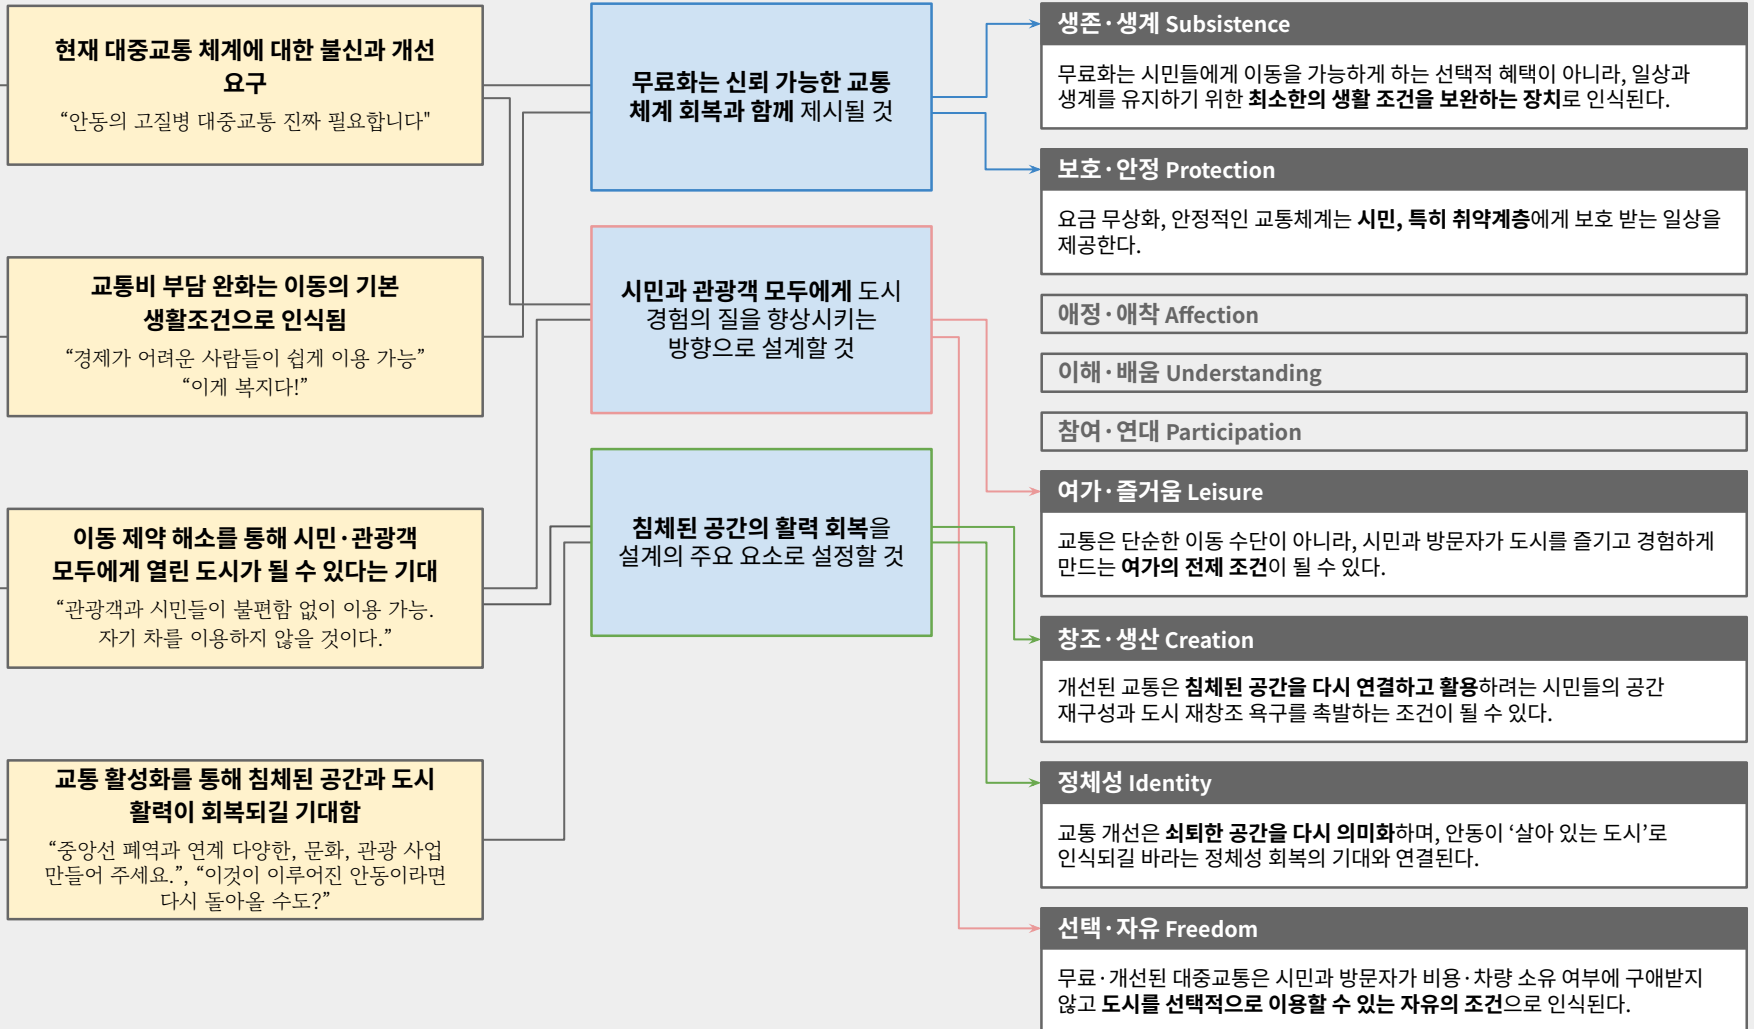 현재 대중교통 체계에 대한 불신과 개선
요구
“안동의 고질병 대중교통 진짜 필요합니다"
교통비 부담 완화는 이동의 기본
생활조건으로 인식됨
“경제가 어려운 사람들이 쉽게 이용 가능”
“이게 복지다!”
이동 제약 해소를 통해 시민·관광객
모두에게 열린 도시가 될 수 있다는 기대
“관광객과 시민들이 불편함 없이 이용 가능.
자기 차를 이용하지 않을 것이다.”
교통 활성화를 통해 침체된 공간과 도시
활력이 회복되길 기대함
“중앙선 폐역과 연계 다양한, 문화, 관광 사업
만들어 주세요.”, “이것이 이루어진 안동이라면
다시 돌아올 수도?”
무료화는 신뢰 가능한 교통
체계 회복과 함께 제시될 것
시민과 관광객 모두에게 도시
경험의 질을 향상시키는
방향으로 설계할 것
침체된 공간의 활력 회복을
설계의 주요 요소로 설정할 것
생존·생계 Subsistence
무료화는 시민들에게 이동을 가능하게 하는 선택적 혜택이 아니라, 일상과
생계를 유지하기 위한 최소한의 생활 조건을 보완하는 장치로 인식된다.
보호·안정 Protection
요금 무상화, 안정적인 교통체계는 시민, 특히 취약계층에게 보호 받는 일상을
제공한다.
애정·애착 Affection
이해·배움 Understanding
참여·연대 Participation
여가·즐거움 Leisure
교통은 단순한 이동 수단이 아니라, 시민과 방문자가 도시를 즐기고 경험하게
만드는 여가의 전제 조건이 될 수 있다.
창조·생산 Creation
개선된 교통은 침체된 공간을 다시 연결하고 활용하려는 시민들의 공간
재구성과 도시 재창조 욕구를 촉발하는 조건이 될 수 있다.
정체성 Identity
교통 개선은 쇠퇴한 공간을 다시 의미화하며, 안동이 ‘살아 있는 도시’로
인식되길 바라는 정체성 회복의 기대와 연결된다.
선택·자유 Freedom
무료·개선된 대중교통은 시민과 방문자가 비용·차량 소유 여부에 구애받지
않고 도시를 선택적으로 이용할 수 있는 자유의 조건으로 인식된다.